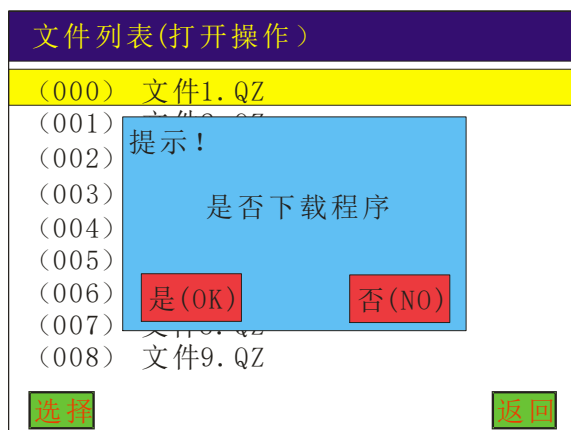 文件列表(打开操作）
（000） 文件1.QZ
（001）
提示!
（002）
（003）
是否下载程序
（004）
（005）
（006）
是(OK)
否(NO)
（007）
（008） 文件9.QZ
选择
返回